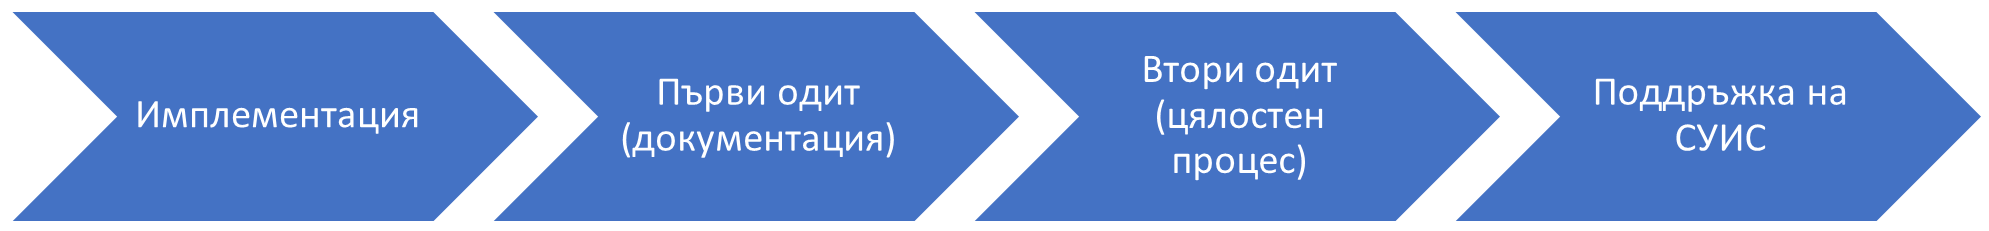 Имплементация
Първи одит
(документация)
Втори одит
(цялостен
процес)
Поддръжка на
СУИС